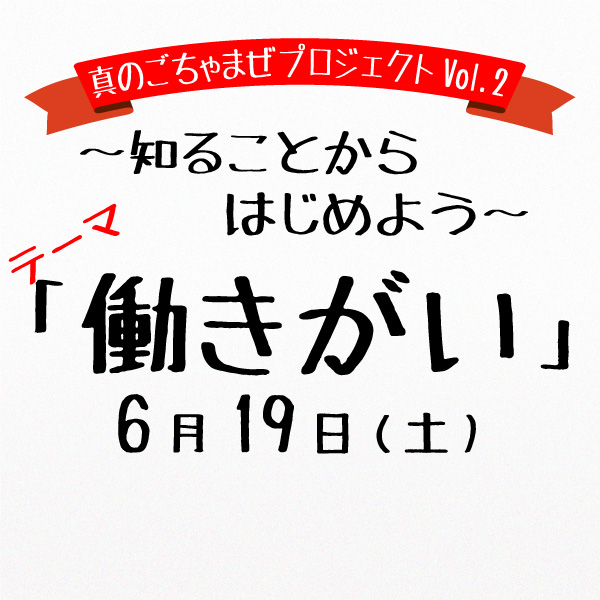 真のごちゃまぜプロジェクト Vol.2
～知ることから
はじめよう～
テーマ
「働きがい」
6月19日(土)